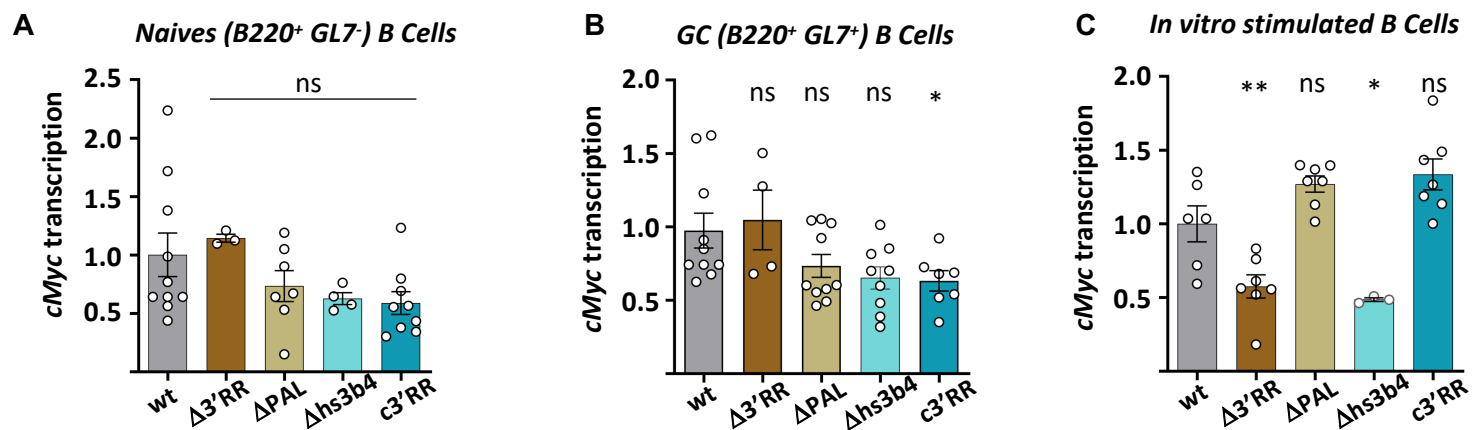 A
Naives (B220⁺ GL7⁻) B Cells
cMyc transcription
2.5
2.0
1.5
1.0
0.5
ns
wt
Δ3'RR
ΔPAL
Δhs3b4
c3'RR
B
GC (B220⁺ GL7⁺) B Cells
cMyc transcription
2.0
1.5
1.0
0.5
ns ns ns *
wt
Δ3'RR
ΔPAL
Δhs3b4
c3'RR
C
In vitro stimulated B Cells
cMyc transcription
2.0
1.5
1.0
0.5
** ns * ns
wt
Δ3'RR
ΔPAL
Δhs3b4
c3'RR